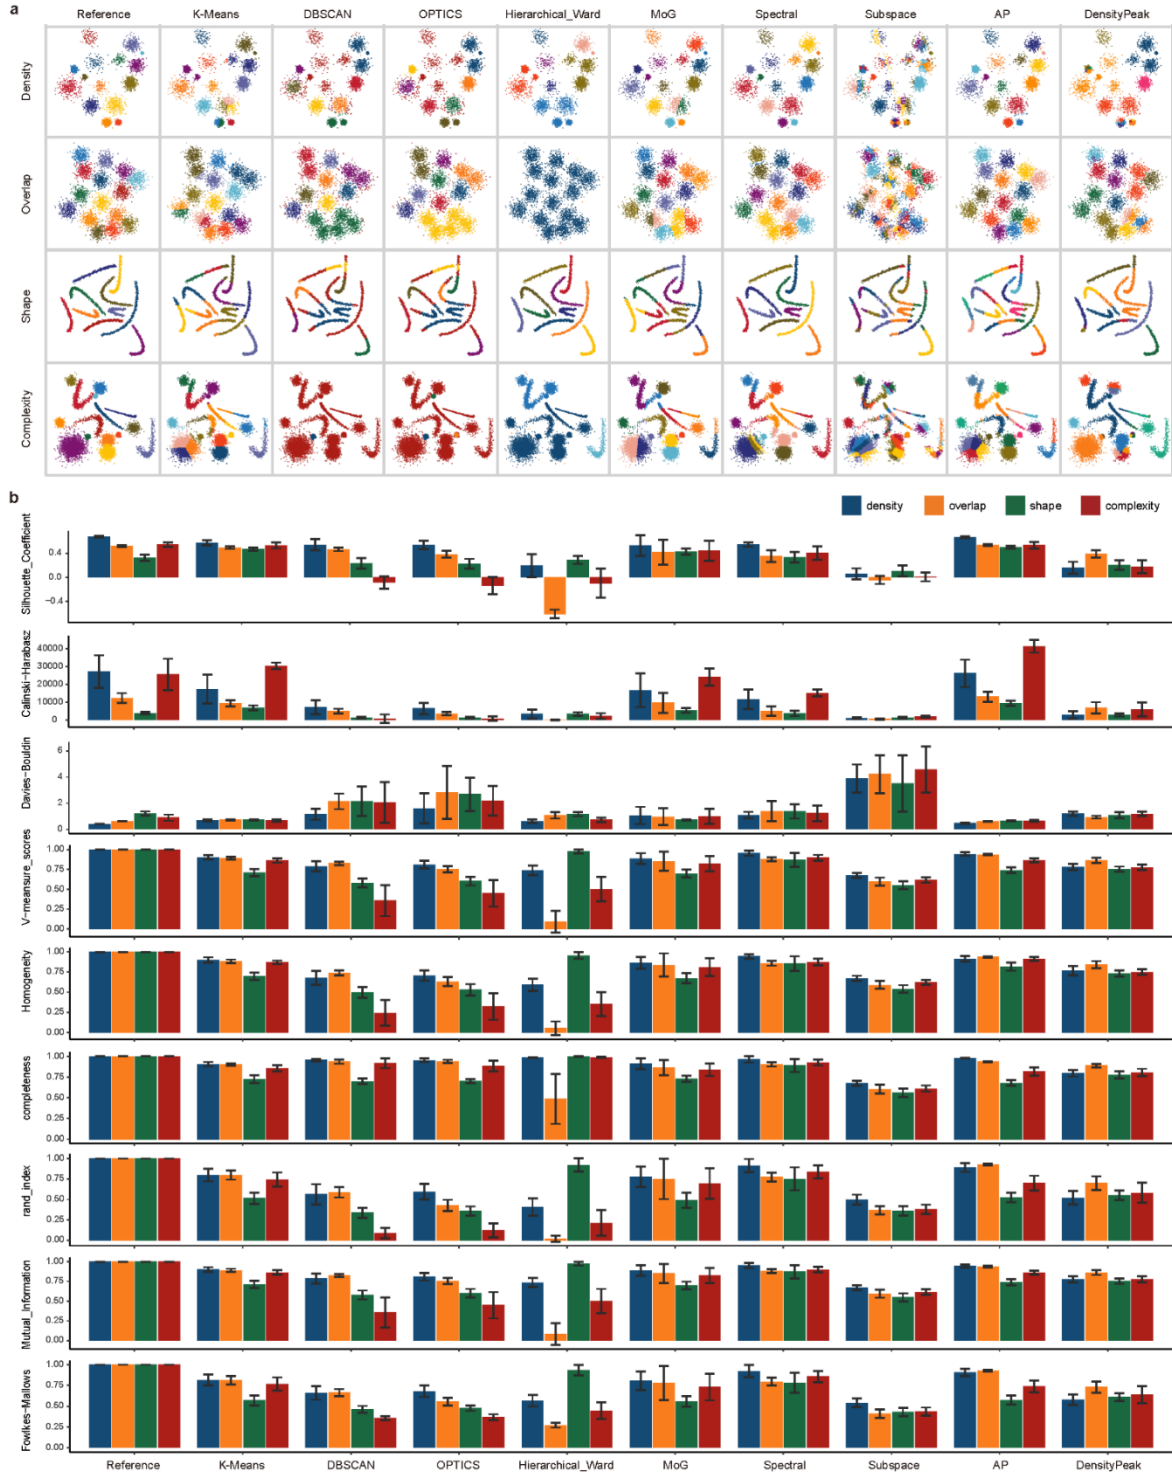 a
Reference K-Means DBSCAN OPTICS Hierarchical_Ward MoG Spectral Subspace AP DensityPeak
Density
Overlap
Shape
Complexity
b
density overlap shape complexity
Silhouette_Coefficient
0.4
0.0
−0.4
Calinski-Harabasz
40000
30000
20000
10000
0
Davies-Bouldin
6
4
2
0
V-meansure_scores
1.00
0.75
0.50
0.25
0.00
Homogeneity
1.00
0.75
0.50
0.25
0.00
completeness
1.00
0.75
0.50
0.25
0.00
rand_index
1.00
0.75
0.50
0.25
0.00
Mutual_Information
1.00
0.75
0.50
0.25
0.00
Fowlkes-Mallows
1.00
0.75
0.50
0.25
0.00
Reference K-Means DBSCAN OPTICS Hierarchical_Ward MoG Spectral Subspace AP DensityPeak